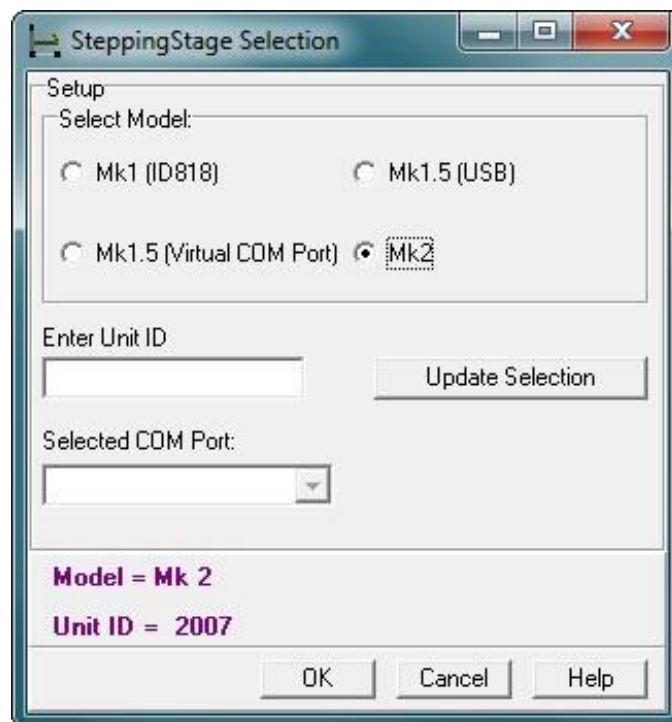 SteppingStage Selection
Setup
Select Model:
Mk1 (ID818)
Mk1.5 (USB)
Mk1.5 (Virtual COM Port)
Mk2
Enter Unit ID
Update Selection
Selected COM Port:
Model = Mk 2
Unit ID = 2007
OK
Cancel
Help